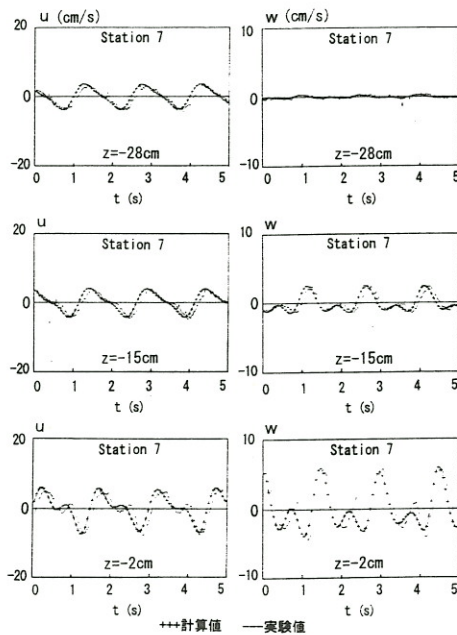 u (cm/s)
w (cm/s)
20
Station 7
0
-20
z=-28cm
0 1 2 3 4 5
t (s)
10
Station 7
0
-10
z=-28cm
0 1 2 3 4 5
t (s)
u
w
20
Station 7
0
-20
z=-15cm
0 1 2 3 4 5
t (s)
10
Station 7
0
-10
z=-15cm
0 1 2 3 4 5
t (s)
u
w
20
Station 7
0
-20
z=-2cm
0 1 2 3 4 5
t (s)
10
Station 7
0
-10
z=-2cm
0 1 2 3 4 5
t (s)
+++計算値 ---実験値